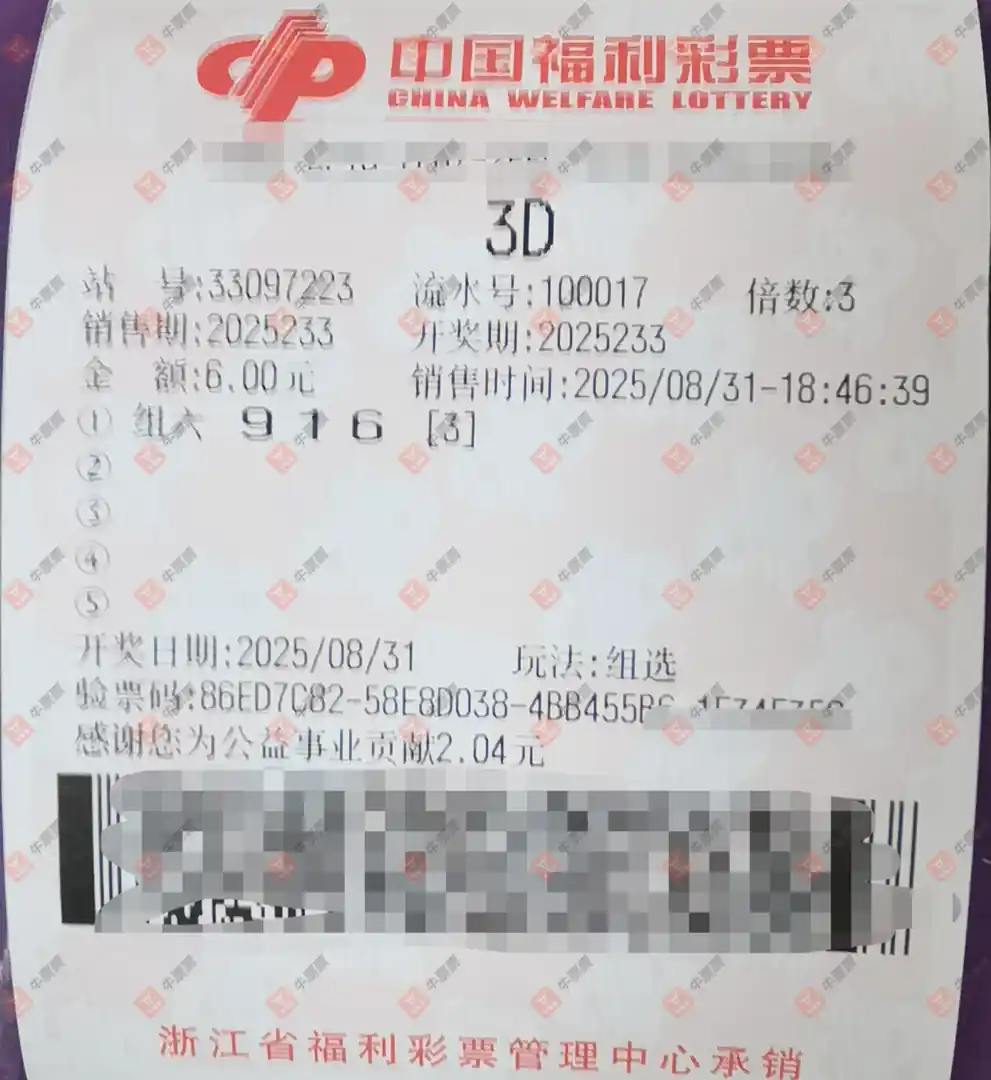 中国福利彩票
CHINA WELFARE LOTTERY
3D
站 号:33097223 流水号:100017 倍数:3
销售期:2025233 开奖期:2025233
金 额:6.00元 销售时间:2025/08/31-18:46:39
① 组六 9 1 6 [3]
②
③
④
⑤
开奖日期:2025/08/31 玩法:组选
验票码:86ED7C82-58E8D038-4BB455
感谢您为公益事业贡献2.04元
浙江省福利彩票管理中心承销
牛票票